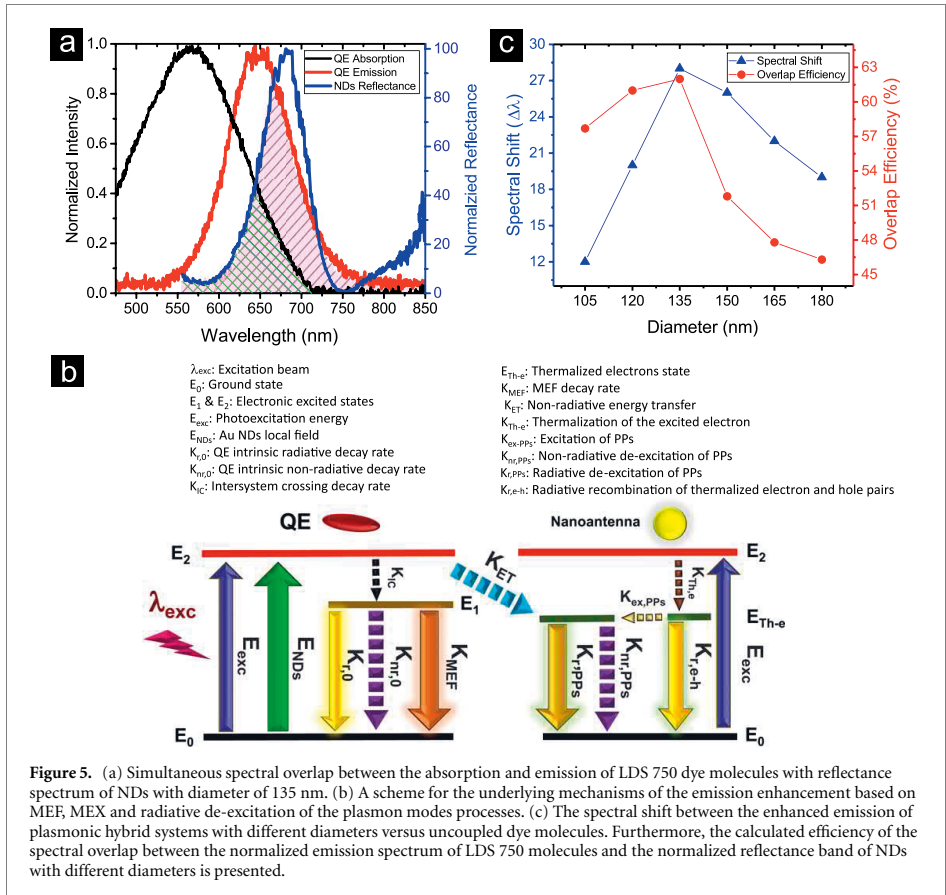 a
QE Absorption
QE Emission
NDs Reflectance
Normalized Intensity
1.0
0.8
0.6
0.4
0.2
0.0
100
80
60
40
20
0
Normalzied Reflectance
500 550 600 650 700 750 800 850
Wavelength (nm)
c
Spectral Shift
Overlap Efficiency
Spectral Shift (Δλ)
30
27
24
21
18
15
12
63
60
57
54
51
48
45
Overlap Efficiency (%)
105 120 135 150 165 180
Diameter (nm)
b
λexc: Excitation beam
E0: Ground state
E1 & E2: Electronic excited states
Eexc: Photoexcitation energy
ENDs: Au NDs local field
Kr,0: QE intrinsic radiative decay rate
Knr,0: QE intrinsic non-radiative decay rate
KIC: Intersystem crossing decay rate
ETh-e: Thermalized electrons state
KMEF: MEF decay rate
KET: Non-radiative energy transfer
KTh-e: Thermalization of the excited electron
Kex-PPs: Excitation of PPs
Knr,PPs: Non-radiative de-excitation of PPs
Kr,PPs: Radiative de-excitation of PPs
Kr,e-h: Radiative recombination of thermalized electron and hole pairs
QE
E2
KIC
E1
λexc
Eexc
ENDs
Kr,0
Knr,0
KMEF
E0
KET
Nanoantenna
E2
KTh,e
Kex,PPs
ETh-e
Kr,PPs
Knr,PPs
Kr,e-h
Eexc
E0
Figure 5. (a) Simultaneous spectral overlap between the absorption and emission of LDS 750 dye molecules with reflectance
spectrum of NDs with diameter of 135 nm. (b) A scheme for the underlying mechanisms of the emission enhancement based on
MEF, MEX and radiative de-excitation of the plasmon modes processes. (c) The spectral shift between the enhanced emission of
plasmonic hybrid systems with different diameters versus uncoupled dye molecules. Furthermore, the calculated efficiency of the
spectral overlap between the normalized emission spectrum of LDS 750 molecules and the normalized reflectance band of NDs
with different diameters is presented.